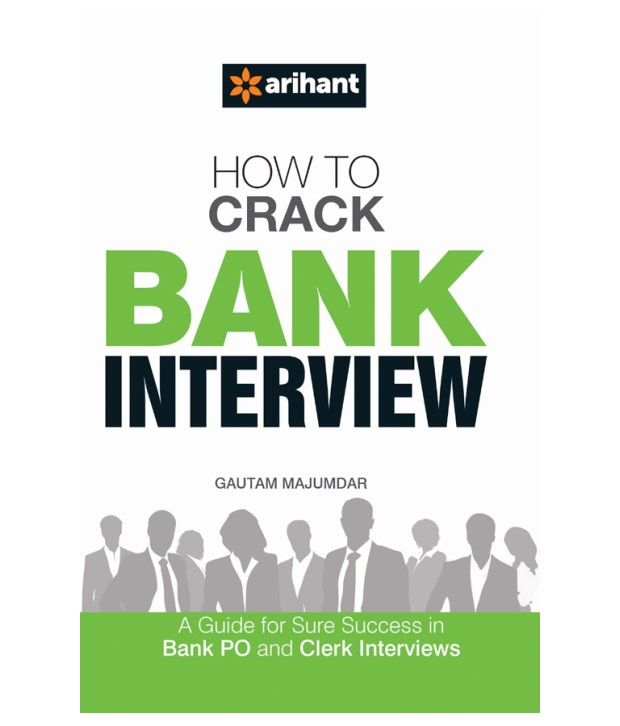 arihant
HOW TO
CRACK
BANK
INTERVIEW
GAUTAM MAJUMDAR
A Guide for Sure Success in
Bank PO and Clerk Interviews